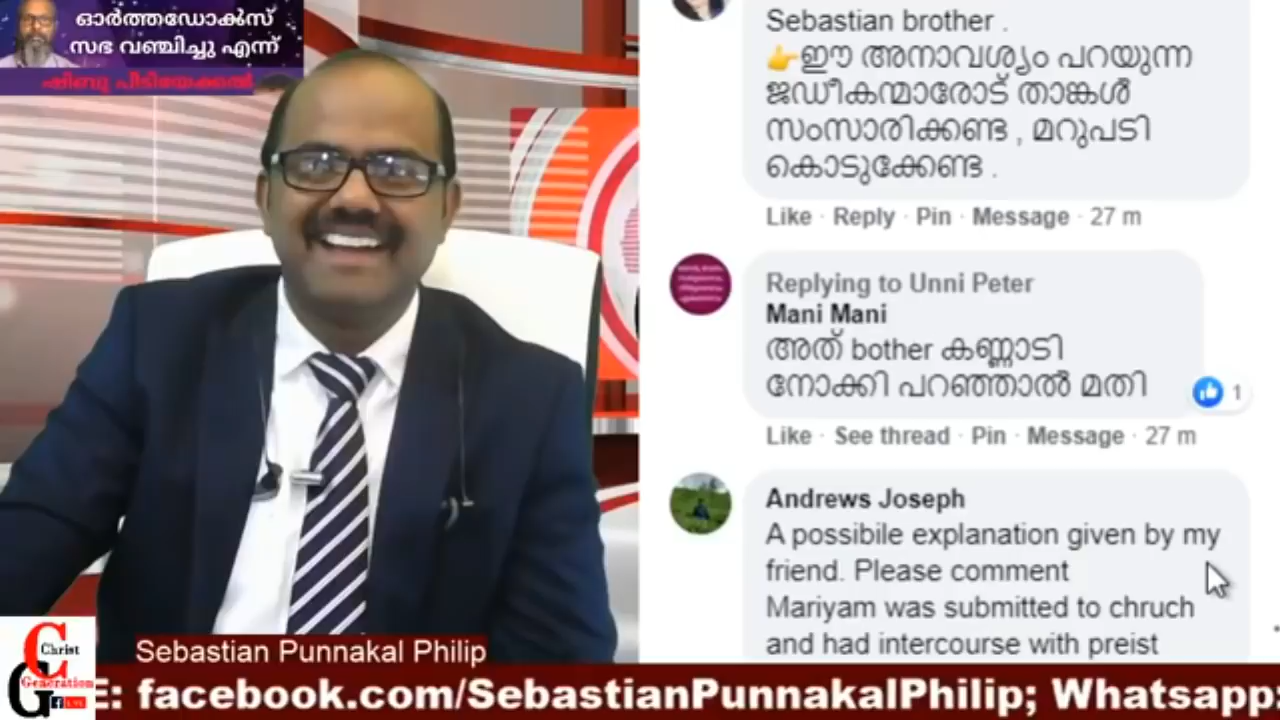 ഓർത്തഡോക്സ്
സഭ വഞ്ചിച്ചു എന്ന്
ഷിബു പീടിയേക്കൽ
Sebastian brother .
👉ഈ അനാവശ്യം പറയുന്ന
ജഡീകന്മാരോട് താങ്കൾ
സംസാരിക്കണ്ട , മറുപടി
കൊടുക്കേണ്ട .
Like · Reply · Pin · Message · 27 m
Replying to Unni Peter
Mani Mani
അത് bother കണ്ണാടി
നോക്കി പറഞ്ഞാൽ മതി
1
Like · See thread · Pin · Message · 27 m
Andrews Joseph
A possibile explanation given by my
friend. Please comment
Mariyam was submitted to chruch
and had intercourse with preist
Sebastian Punnakal Philip
C Christ
G Generation
E: facebook.com/SebastianPunnakalPhilip; Whatsapp: